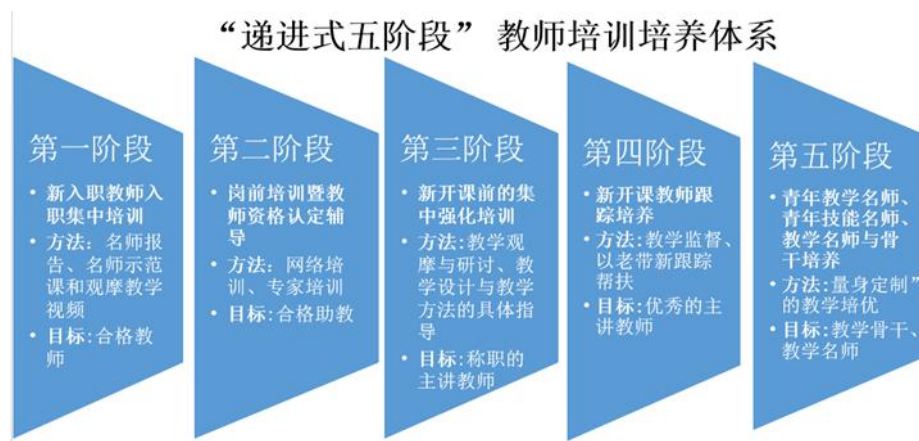 “递进式五阶段” 教师培训培养体系
第一阶段
• 新入职教师入
职集中培训
• 方法：名师报
告、名师示范
课和观摩教学
视频
• 目标:合格教
师
第二阶段
• 岗前培训暨教
师资格认定辅
导
• 方法：网络培
训、专家培训
• 目标:合格助教
第三阶段
• 新开课前的集
中强化培训
• 方法:教学观
摩与研讨、教
学设计与教学
方法的具体指
导
• 目标:称职的
主讲教师
第四阶段
• 新开课教师跟
踪培养
• 方法:教学监督、
以老带新跟踪
帮扶
• 目标:优秀的主
讲教师
第五阶段
• 青年教学名师、
青年技能名师、
教学名师与骨
干培养
• 方法:量身定制”
的教学培优
• 目标:教学骨干、
教学名师